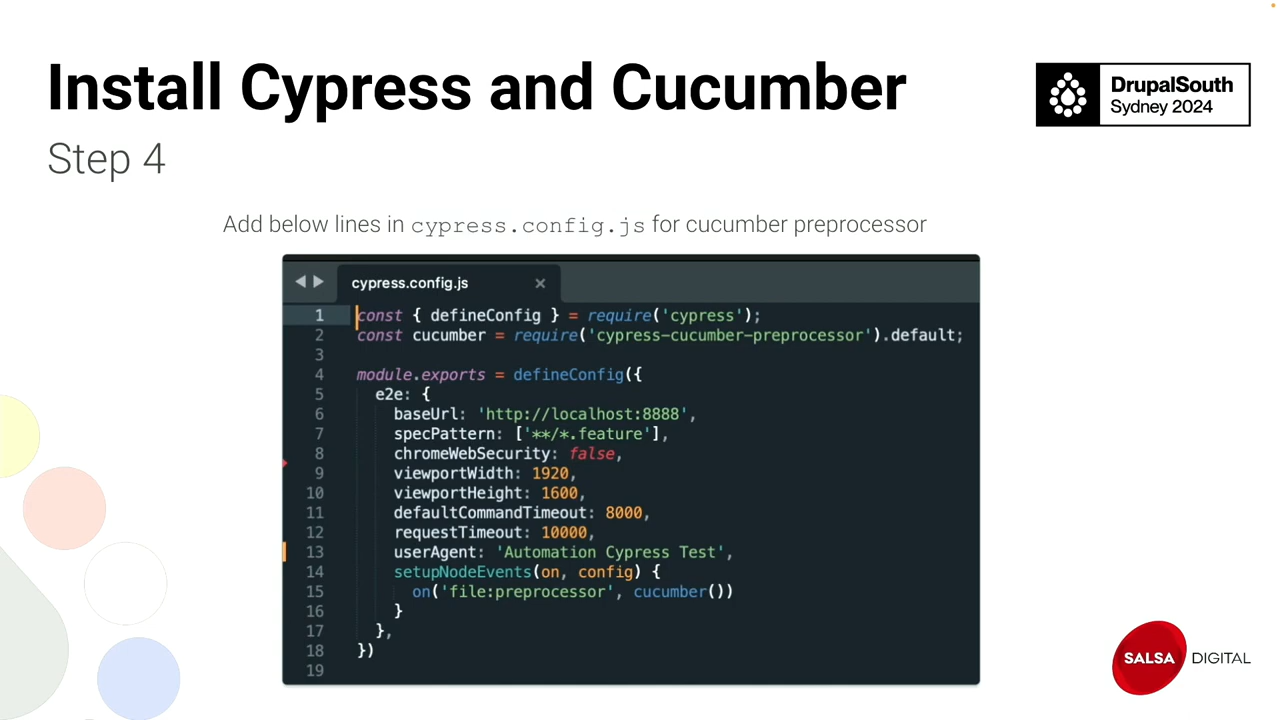 Install Cypress and Cucumber
DrupalSouth
Sydney 2024
Step 4
Add below lines in cypress.config.js for cucumber preprocessor
cypress.config.js
1 const { defineConfig } = require('cypress');
2 const cucumber = require('cypress-cucumber-preprocessor').default;
3
4 module.exports = defineConfig({
5 e2e: {
6 baseUrl: 'http://localhost:8888',
7 specPattern: ['**/*.feature'],
8 chromeWebSecurity: false,
9 viewportWidth: 1920,
10 viewportHeight: 1600,
11 defaultCommandTimeout: 8000,
12 requestTimeout: 10000,
13 userAgent: 'Automation Cypress Test',
14 setupNodeEvents(on, config) {
15 on('file:preprocessor', cucumber())
16 }
17 },
18 })
19
SALSA DIGITAL